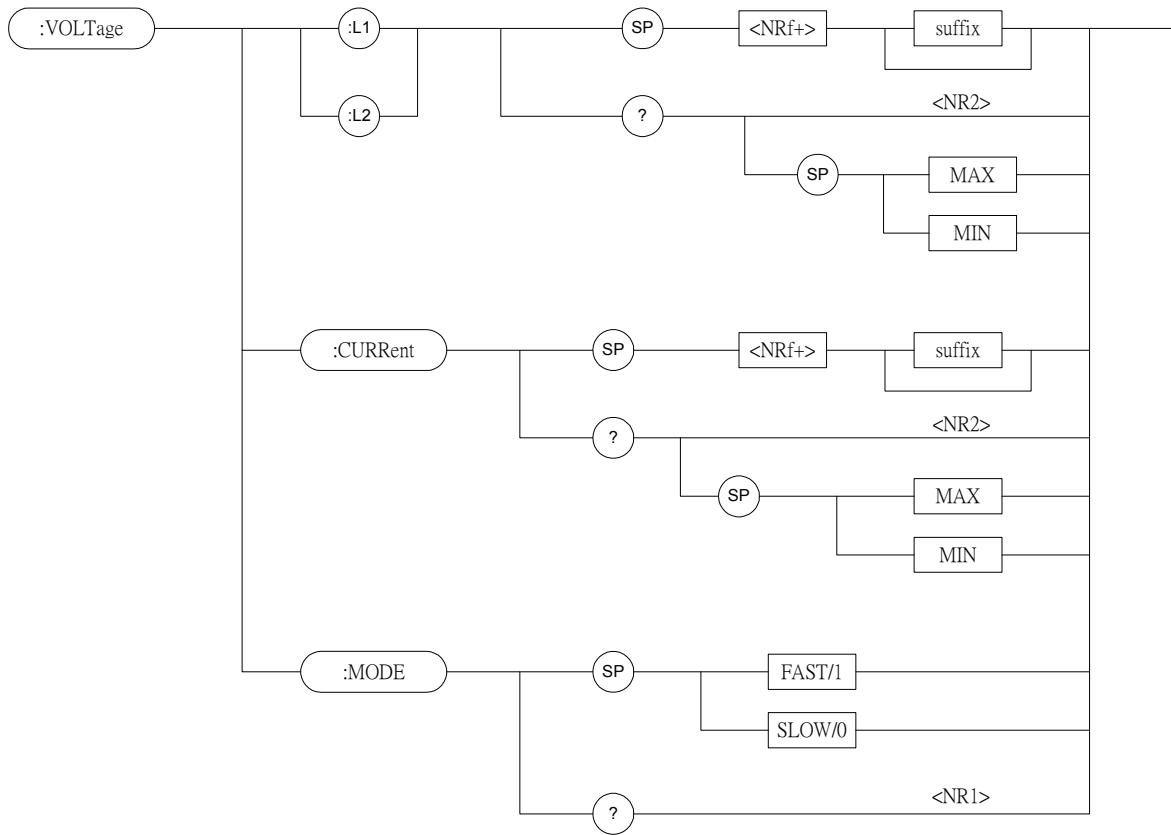 :VOLTage :L1 SP <NRf+> suffix
:L2 ? <NR2>
SP MAX
MIN
:CURRent SP <NRf+> suffix
? <NR2>
SP MAX
MIN
:MODE SP FAST/1
SLOW/0
? <NR1>